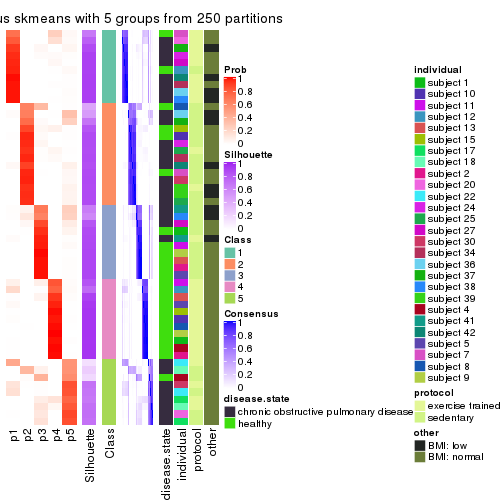 us skmeans with 5 groups from 250 partitions
Prob
1
0.8
0.6
0.4
0.2
0
Silhouette
1
0.8
0.6
0.4
0.2
0
Class
1
2
3
4
5
Consensus
1
0.8
0.6
0.4
0.2
0
disease.state
chronic obstructive pulmonary disease
healthy
individual
subject 1
subject 10
subject 11
subject 12
subject 13
subject 15
subject 17
subject 18
subject 2
subject 20
subject 22
subject 24
subject 25
subject 27
subject 30
subject 34
subject 36
subject 37
subject 38
subject 39
subject 4
subject 41
subject 42
subject 5
subject 7
subject 8
subject 9
protocol
exercise trained
sedentary
other
BMI: low
BMI: normal
p1
p2
p3
p4
p5
Silhouette
Class
disease.state
individual
protocol
other